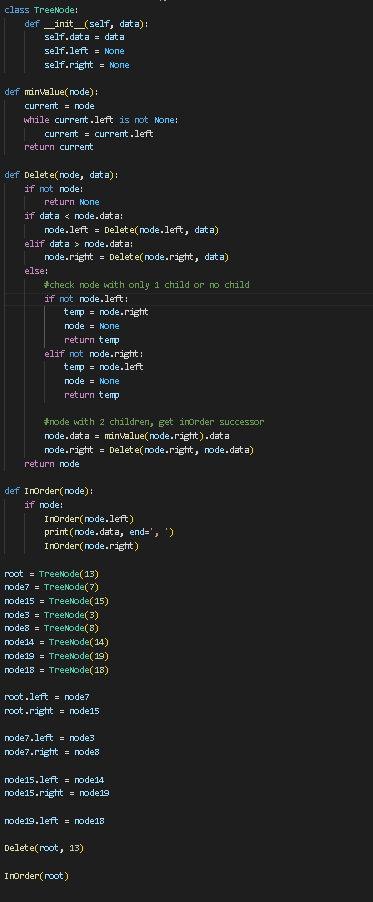 class TreeNode:
    def __init__(self, data):
        self.data = data
        self.left = None
        self.right = None

def minValue(node):
    current = node
    while current.left is not None:
        current = current.left
    return current

def Delete(node, data):
    if not node:
        return None
    if data < node.data:
        node.left = Delete(node.left, data)
    elif data > node.data:
        node.right = Delete(node.right, data)
    else:
        #check node with only 1 child or no child
        if not node.left:
            temp = node.right
            node = None
            return temp
        elif not node.right:
            temp = node.left
            node = None
            return temp

        #node with 2 children, get inOrder successor
        node.data = minValue(node.right).data
        node.right = Delete(node.right, node.data)
    return node

def InOrder(node):
    if node:
        InOrder(node.left)
        print(node.data, end=', ')
        InOrder(node.right)

root = TreeNode(13)
node7 = TreeNode(7)
node15 = TreeNode(15)
node3 = TreeNode(3)
node8 = TreeNode(8)
node14 = TreeNode(14)
node19 = TreeNode(19)
node18 = TreeNode(18)

root.left = node7
root.right = node15

node7.left = node3
node7.right = node8

node15.left = node14
node15.right = node19

node19.left = node18

Delete(root, 13)

InOrder(root)